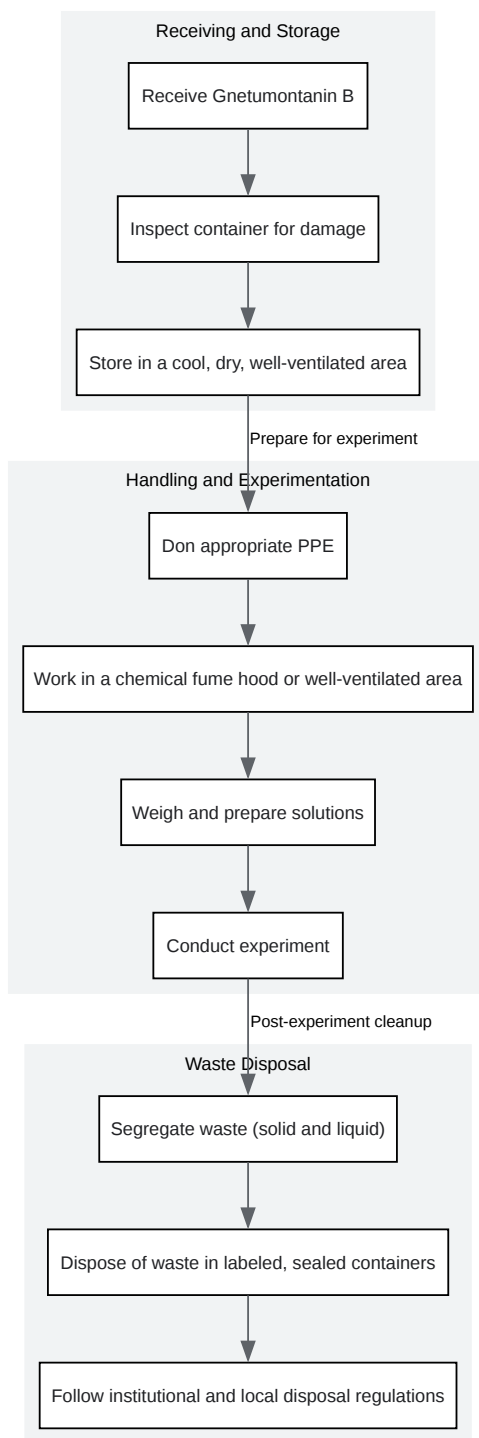 Receiving and Storage
Receive Gnetumontanin B
Inspect container for damage
Store in a cool, dry, well-ventilated area
Prepare for experiment
Handling and Experimentation
Don appropriate PPE
Work in a chemical fume hood or well-ventilated area
Weigh and prepare solutions
Conduct experiment
Post-experiment cleanup
Waste Disposal
Segregate waste (solid and liquid)
Dispose of waste in labeled, sealed containers
Follow institutional and local disposal regulations